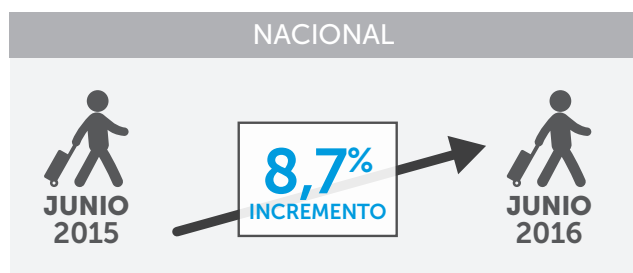 NACIONAL
8,7%
INCREMENTO
JUNIO
2015
JUNIO
2016